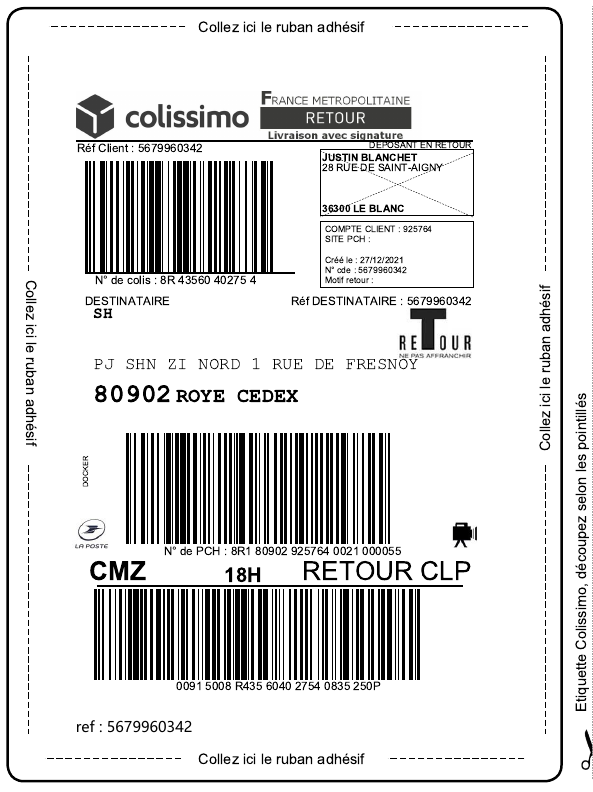 Collez ici le ruban adhésif
colissimo
FRANCE METROPOLITAINE
RETOUR
Livraison avec signature
Réf Client : 5679960342
DEPOSANT EN RETOUR
JUSTIN BLANCHET
28 RUE DE SAINT-AIGNY
36300 LE BLANC
COMPTE CLIENT : 925764
SITE PCH :
Créé le : 27/12/2021
N° cde : 5679960342
Motif retour :
N° de colis : 8R 43560 40275 4
DESTINATAIRE
Réf DESTINATAIRE : 5679960342
SH
RETOUR
NE PAS AFFRANCHIR
PJ SHN ZI NORD 1 RUE DE FRESNOY
80902 ROYE CEDEX
Collez ici le ruban adhésif
Collez ici le ruban adhésif
DOCKER
LA POSTE
N° de PCH : 8R1 80902 925764 0021 000055
CMZ 18H RETOUR CLP
0091 5008 R435 6040 2754 0835 250P
ref : 5679960342
Collez ici le ruban adhésif
Etiquette Colissimo, découpez selon les pointillés